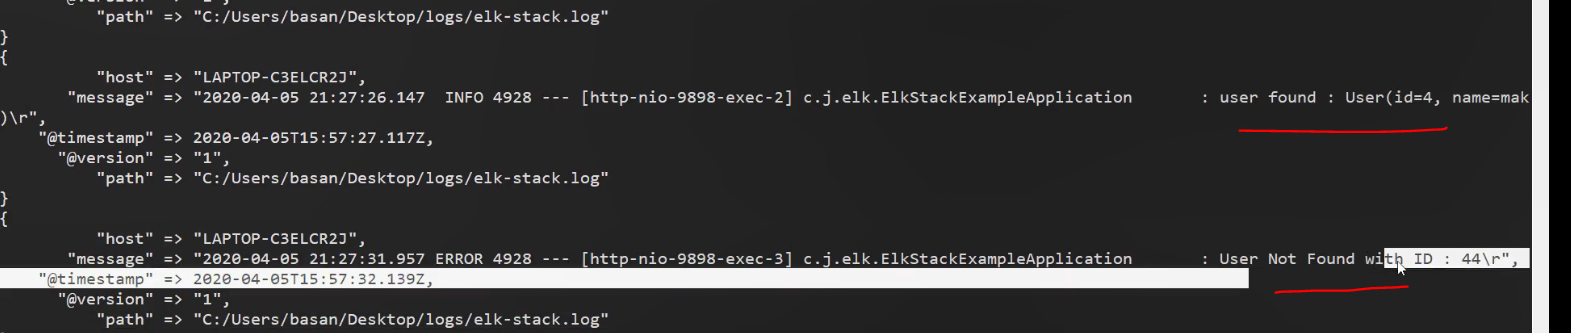 "path" => "C:/Users/basan/Desktop/logs/elk-stack.log"
}
{
"host" => "LAPTOP-C3ELCR2J",
"message" => "2020-04-05 21:27:26.147  INFO 4928 --- [http-nio-9898-exec-2] c.j.elk.ElkStackExampleApplication         : user found : User(id=4, name=mak
)\r",
"@timestamp" => 2020-04-05T15:57:27.117Z,
"@version" => "1",
"path" => "C:/Users/basan/Desktop/logs/elk-stack.log"
}
{
"host" => "LAPTOP-C3ELCR2J",
"message" => "2020-04-05 21:27:31.957 ERROR 4928 --- [http-nio-9898-exec-3] c.j.elk.ElkStackExampleApplication         : User Not Found with ID : 44\r",
"@timestamp" => 2020-04-05T15:57:32.139Z,
"@version" => "1",
"path" => "C:/Users/basan/Desktop/logs/elk-stack.log"